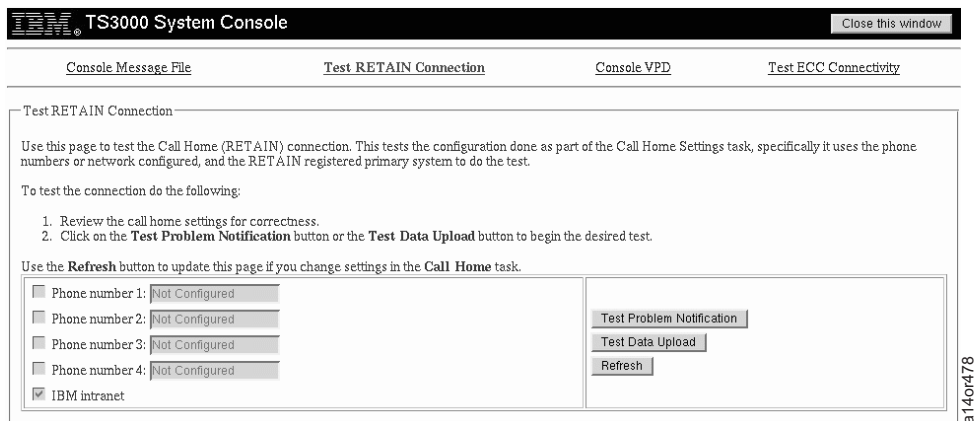 IBM® TS3000 System Console
Close this window
Console Message File
Test RETAIN Connection
Console VPD
Test ECC Connectivity
Test RETAIN Connection
Use this page to test the Call Home (RETAIN) connection. This tests the configuration done as part of the Call Home Settings task, specifically it uses the phone
numbers or network configured, and the RETAIN registered primary system to do the test.
To test the connection do the following:
1. Review the call home settings for correctness.
2. Click on the Test Problem Notification button or the Test Data Upload button to begin the desired test.
Use the Refresh button to update this page if you change settings in the Call Home task.
Phone number 1: Not Configured
Phone number 2: Not Configured
Phone number 3: Not Configured
Phone number 4: Not Configured
IBM intranet
Test Problem Notification
Test Data Upload
Refresh
a14or478